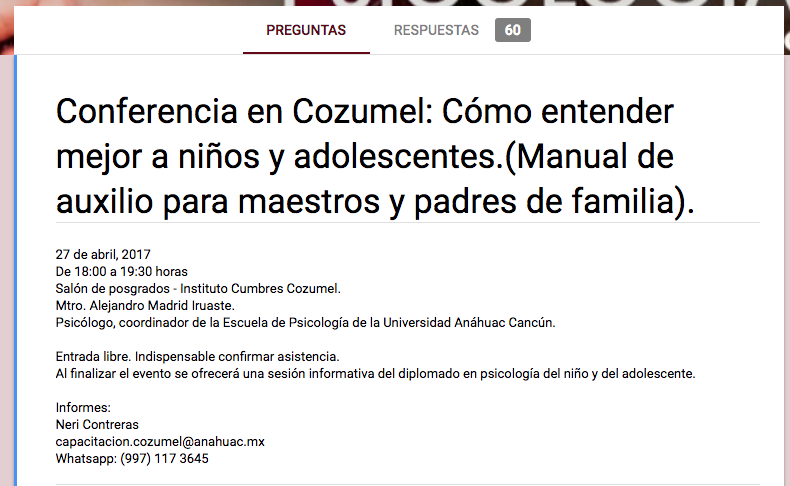 PSICOLOGÍA
PREGUNTAS RESPUESTAS 60
Conferencia en Cozumel: Cómo entender
mejor a niños y adolescentes.(Manual de
auxilio para maestros y padres de familia).
27 de abril, 2017
De 18:00 a 19:30 horas
Salón de posgrados - Instituto Cumbres Cozumel.
Mtro. Alejandro Madrid Iruaste.
Psicólogo, coordinador de la Escuela de Psicología de la Universidad Anáhuac Cancún.
Entrada libre. Indispensable confirmar asistencia.
Al finalizar el evento se ofrecerá una sesión informativa del diplomado en psicología del niño y del adolescente.
Informes:
Neri Contreras
capacitacion.cozumel@anahuac.mx
Whatsapp: (997) 117 3645